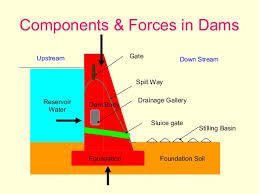 Components & Forces in Dams
Upstream
Gate
Down Stream
Spill Way
Reservoir
Water
Dam Body
Drainage Gallery
Sluice gate
Stilling Basin
Foundation
Foundation Soil